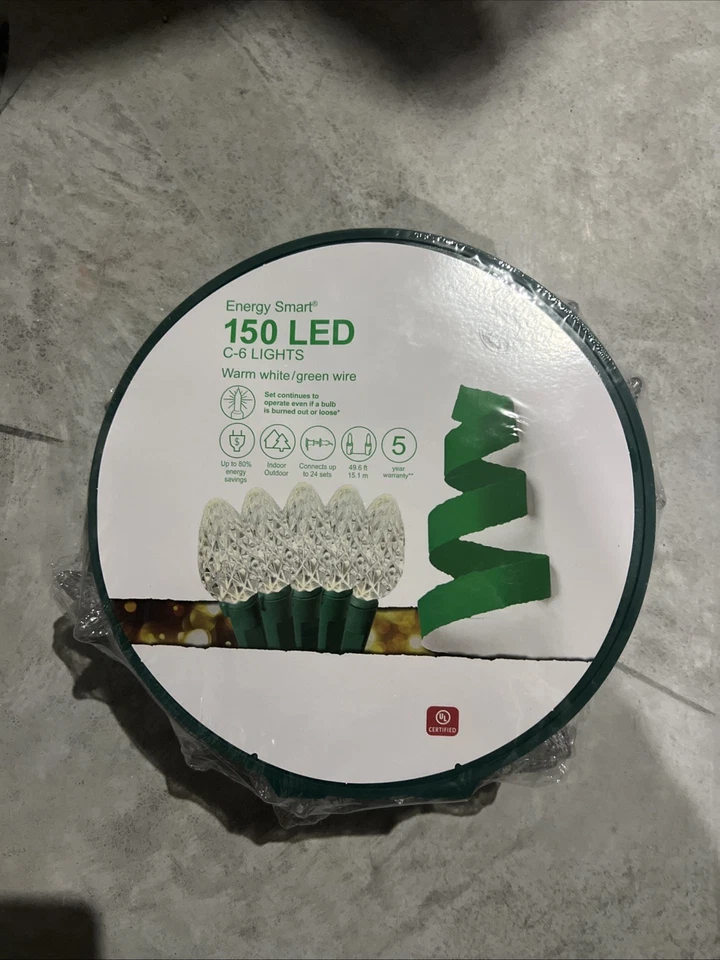 Energy Smart®
150 LED
C-6 LIGHTS
Warm white/green wire
Set continues to
operate even if a bulb
is burned out or loose*
$
Up to 80%
energy
savings
Indoor
Outdoor
Connects up
to 24 sets
49.6 ft
15.1 m
5
year
warranty**
UL
CERTIFIED